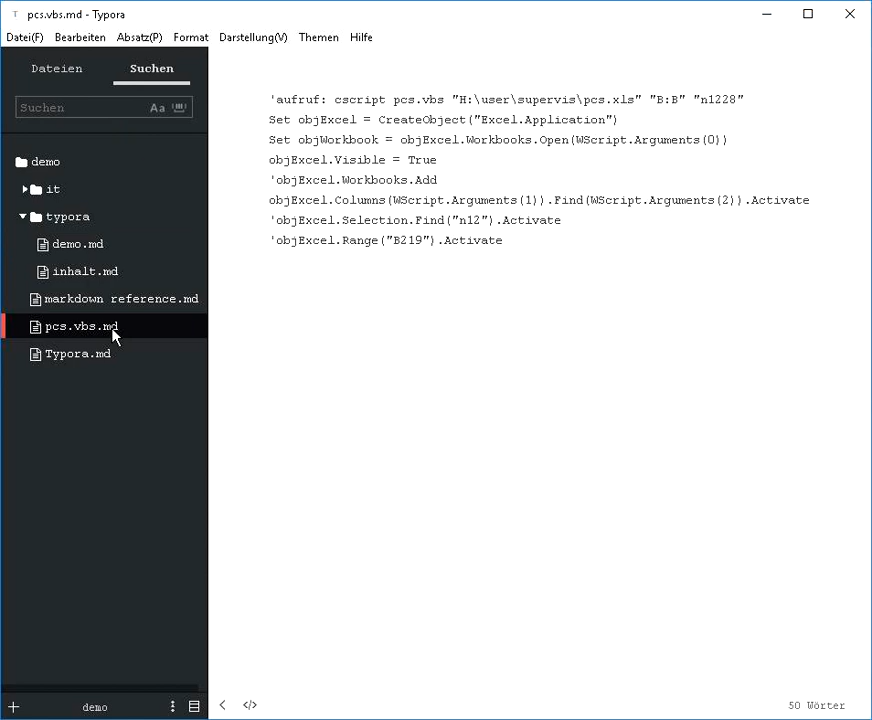 pcs.vbs.md - Typora
Datei(F) Bearbeiten Absatz(P) Format Darstellung(V) Themen Hilfe
Dateien Suchen
Suchen Aa
demo
it
typora
demo.md
inhalt.md
markdown reference.md
pcs.vbs.md
Typora.md
'aufruf: cscript pcs.vbs "H:\user\supervis\pcs.xls" "B:B" "n1228"
Set objExcel = CreateObject("Excel.Application")
Set objWorkbook = objExcel.Workbooks.Open(WScript.Arguments(0))
objExcel.Visible = True
'objExcel.Workbooks.Add
objExcel.Columns(WScript.Arguments(1)).Find(WScript.Arguments(2)).Activate
'objExcel.Selection.Find("n12").Activate
'objExcel.Range("B219").Activate
demo
</>
50 Wörter